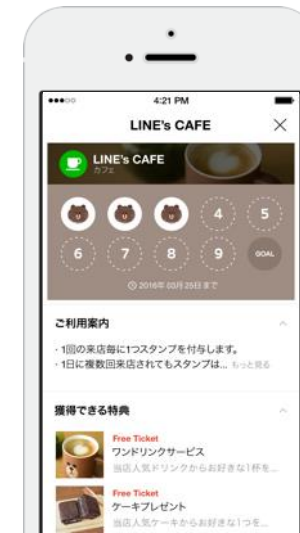 4:21 PM
LINE's CAFE
LINE's CAFE
カフェ
4 5
6 7 8 9 GOAL
2016年 03月 25日 まで
ご利用案内
・1回の来店毎に1つスタンプを付与します。
・1日に複数回来店されてもスタンプは... もっと見る
獲得できる特典
Free Ticket
ワンドリンクサービス
当店人気ドリンクからお好きな1杯を...
Free Ticket
ケーキプレゼント
当店人気ケーキからお好きな1つを...